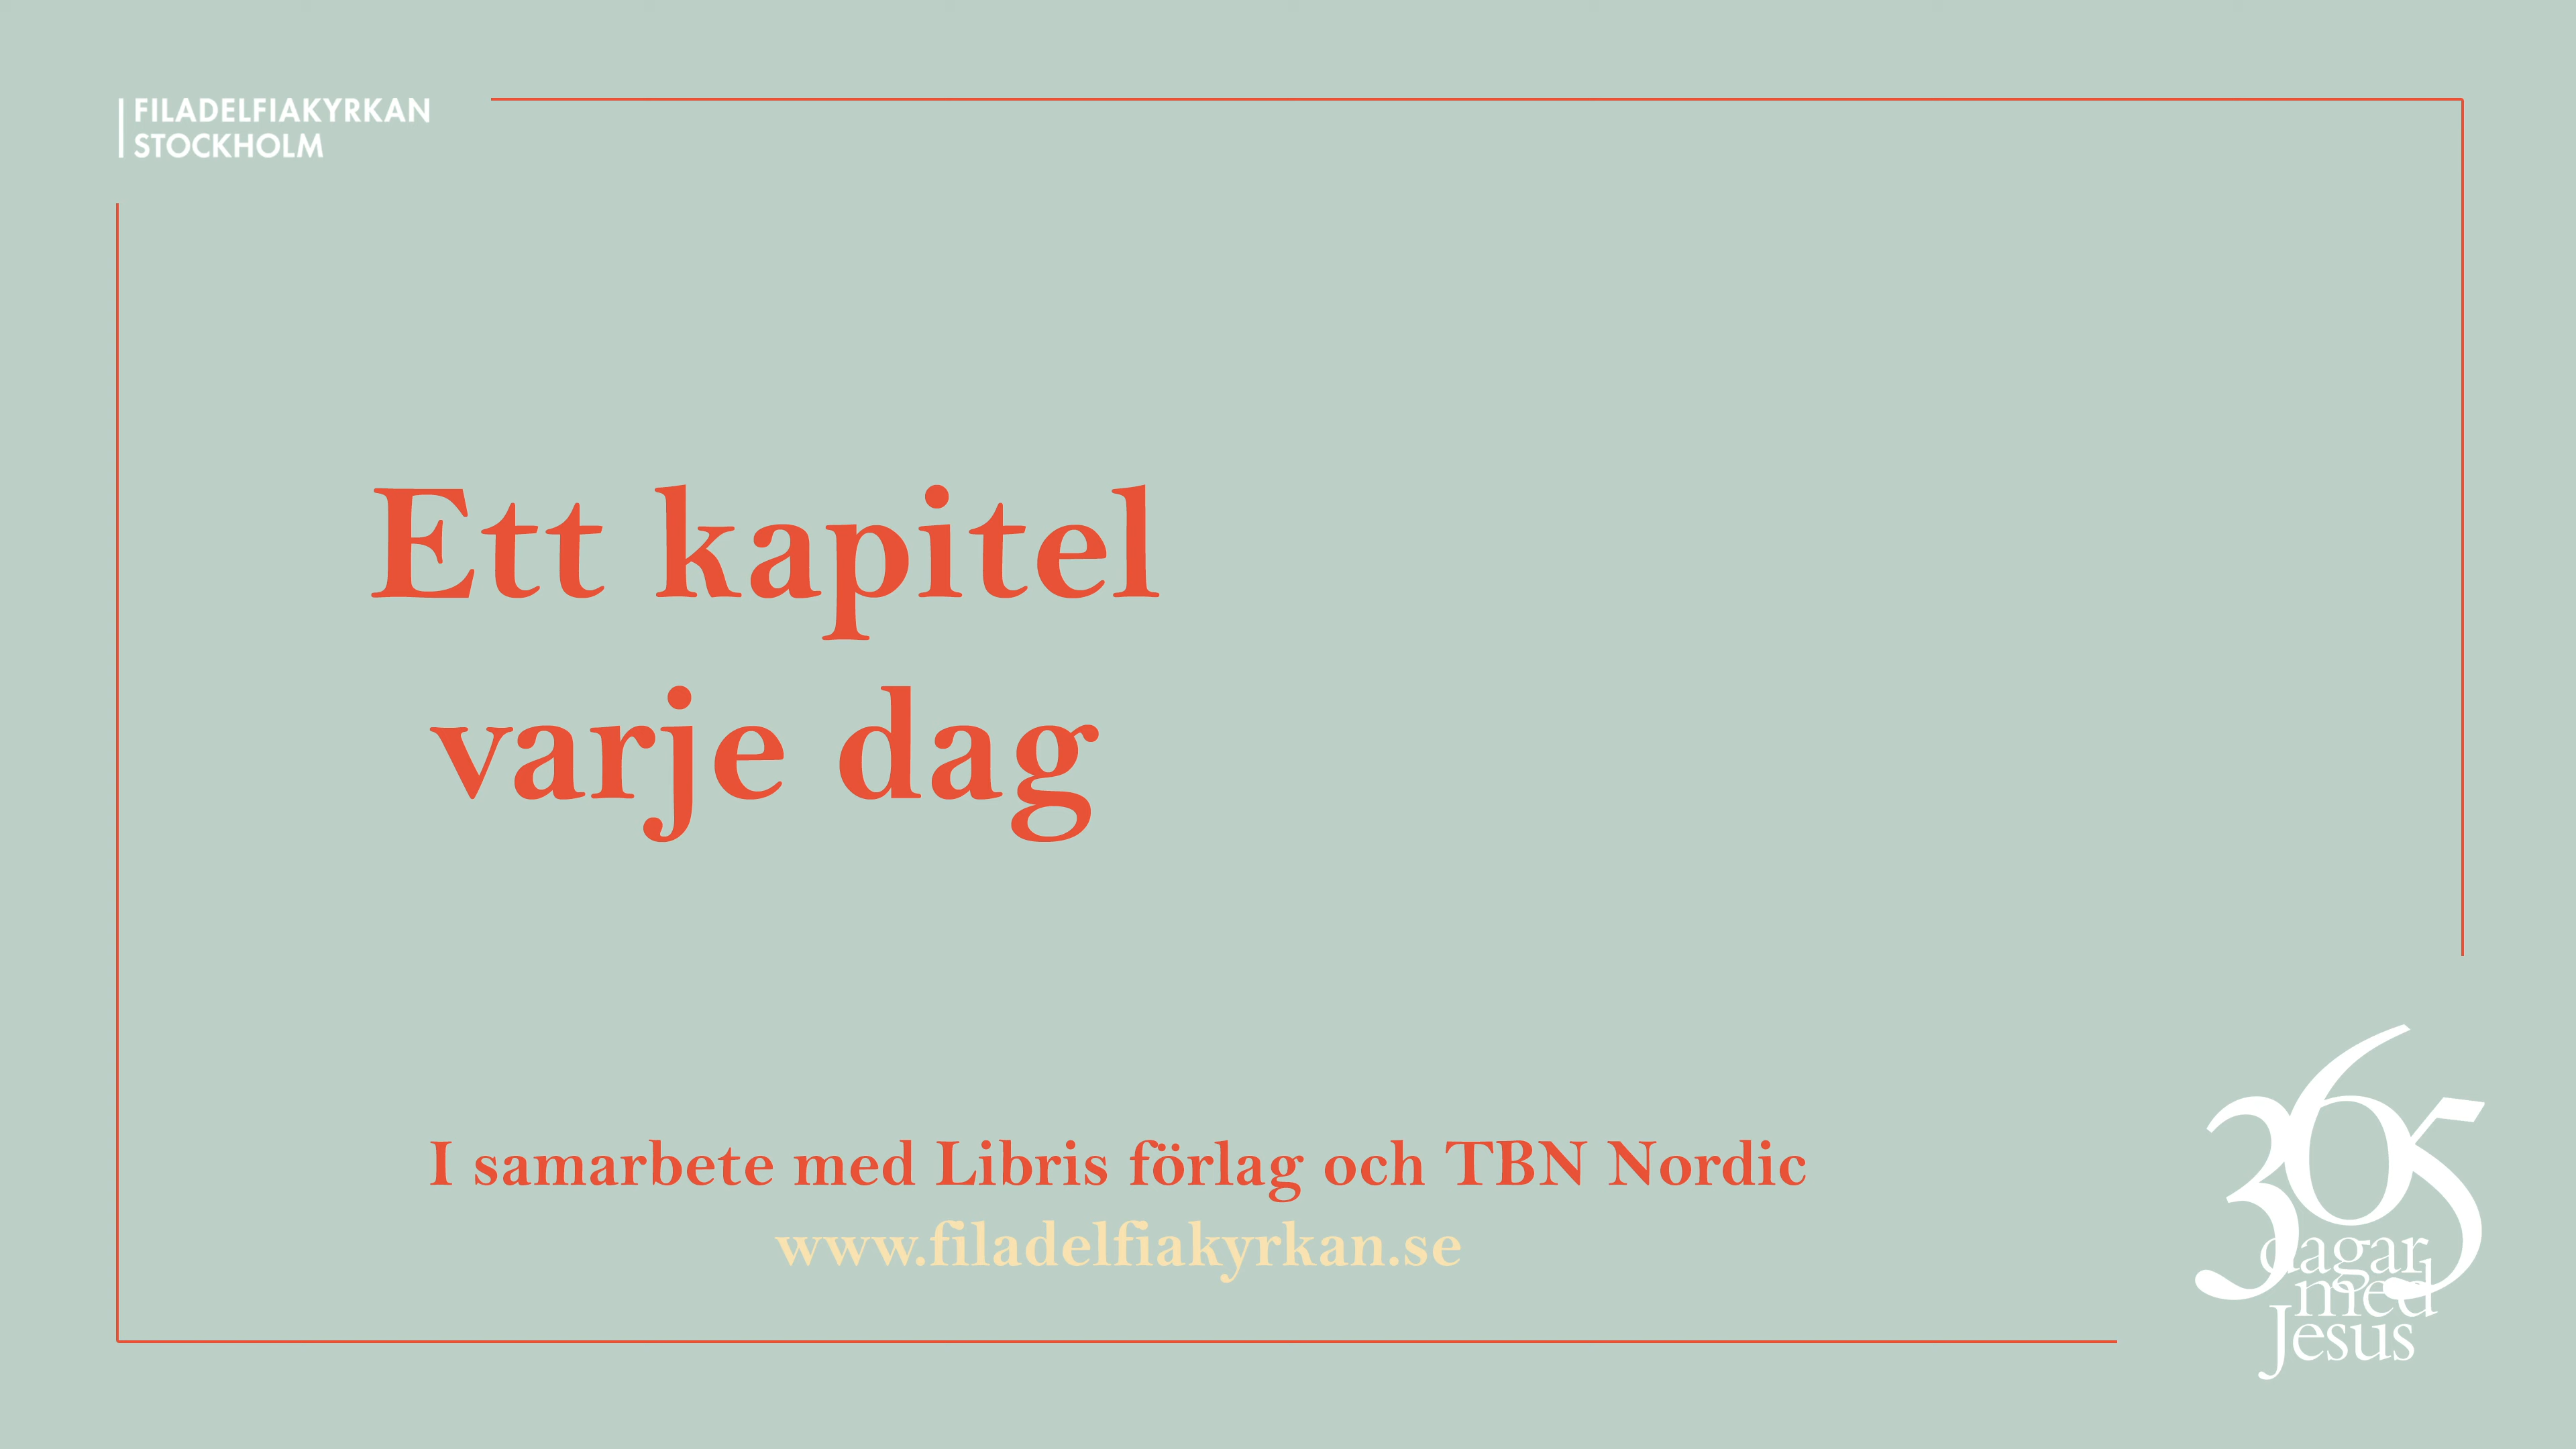 FILADELFIAKYRKAN
STOCKHOLM
Ett kapitel
varje dag
I samarbete med Libris förlag och TBN Nordic
www.filadelfiakyrkan.se
365
dagar
med
Jesus